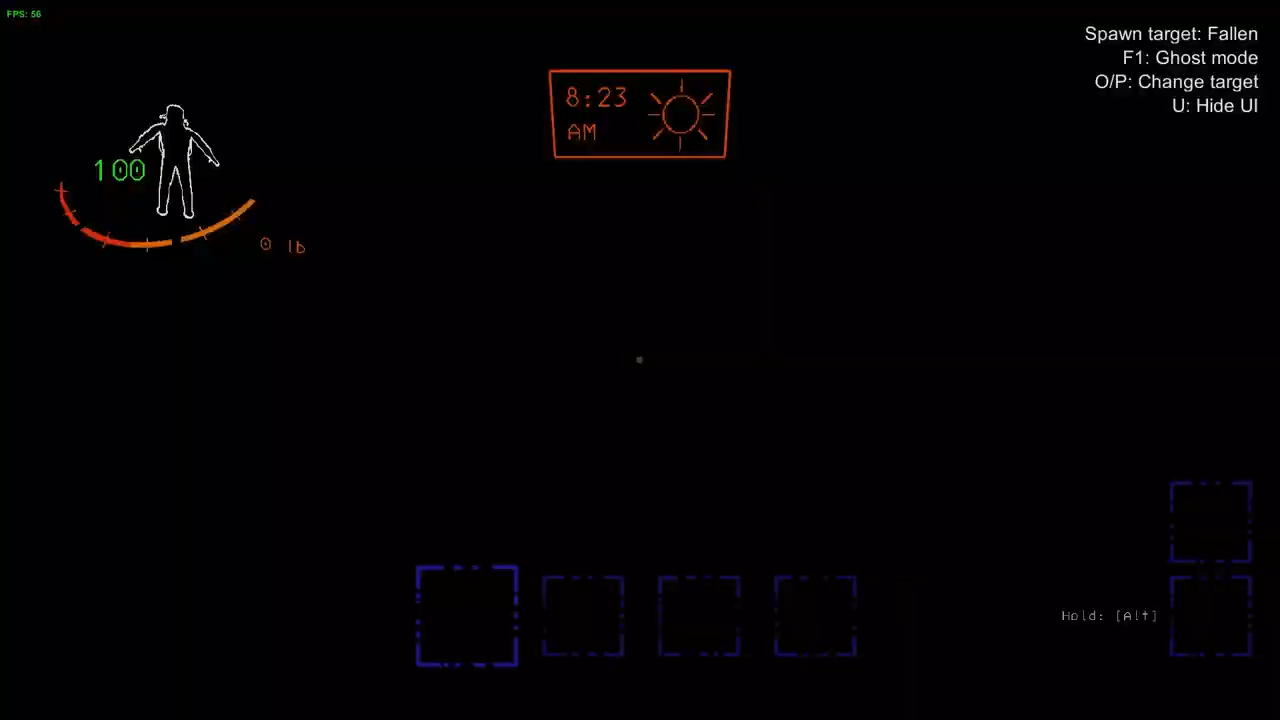 FPS: 56
Spawn target: Fallen
F1: Ghost mode
O/P: Change target
U: Hide UI
8:23
AM
100
0 lb
Hold: [Alt]